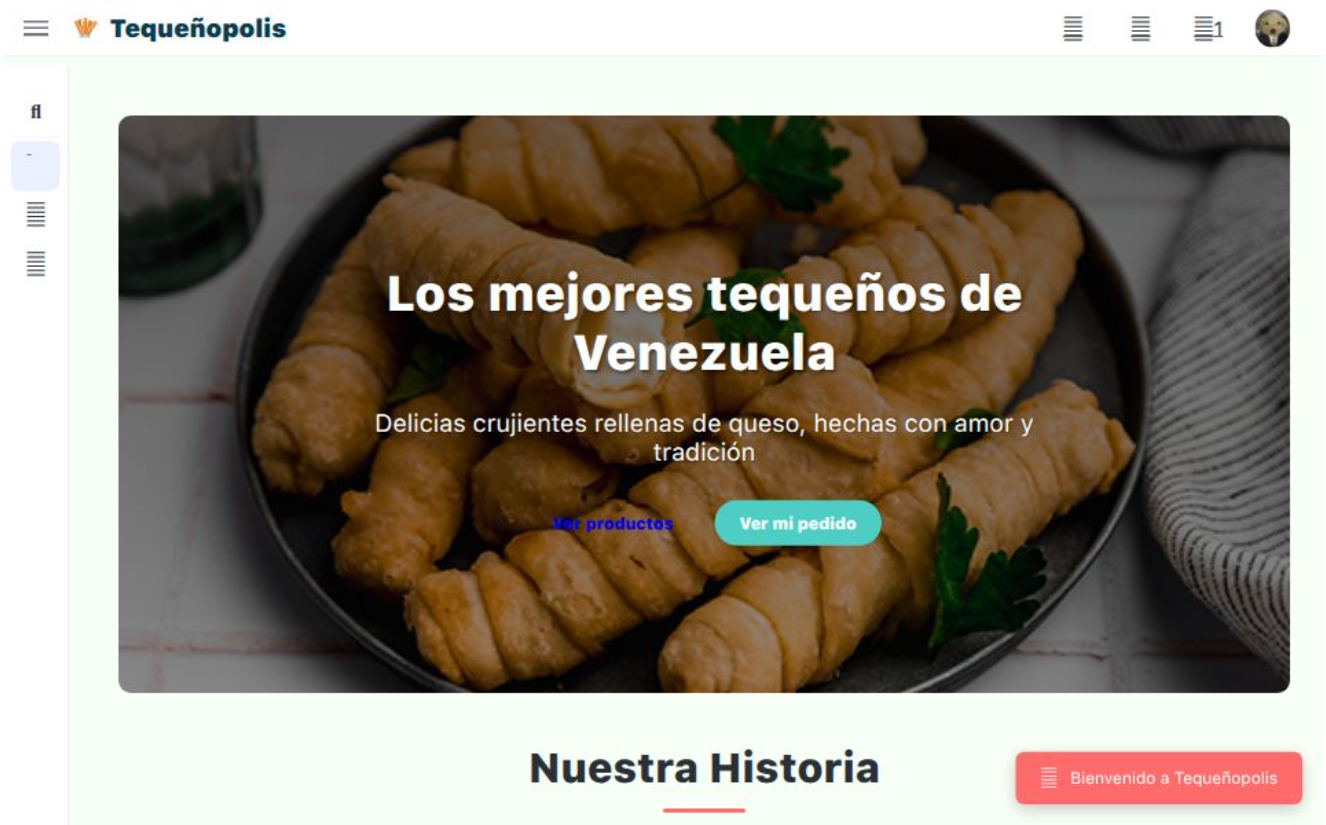 Tequeñopolis
1
Los mejores tequeños de
Venezuela
Delicias crujientes rellenas de queso, hechas con amor y
tradición
Ver productos
Ver mi pedido
Nuestra Historia
Bienvenido a Tequeñopolis